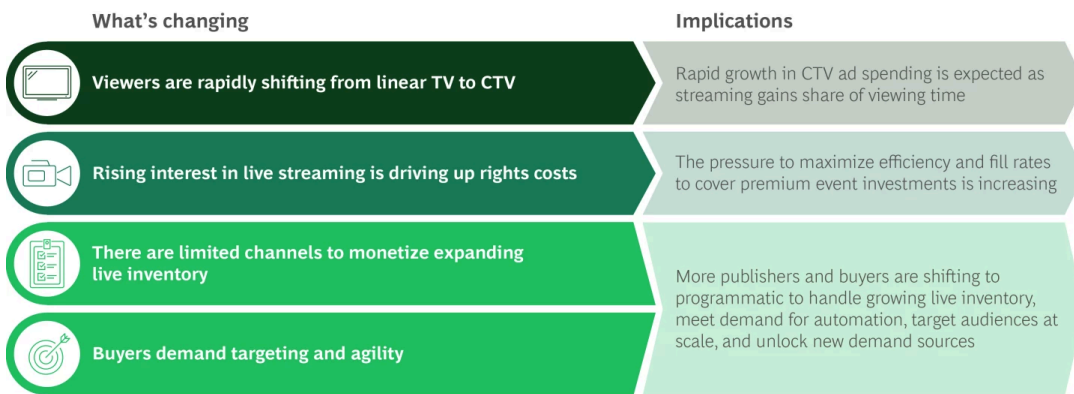 What's changing
Implications
Viewers are rapidly shifting from linear TV to CTV
Rapid growth in CTV ad spending is expected as
streaming gains share of viewing time
Rising interest in live streaming is driving up rights costs
The pressure to maximize efficiency and fill rates
to cover premium event investments is increasing
There are limited channels to monetize expanding
live inventory
Buyers demand targeting and agility
More publishers and buyers are shifting to
programmatic to handle growing live inventory,
meet demand for automation, target audiences at
scale, and unlock new demand sources